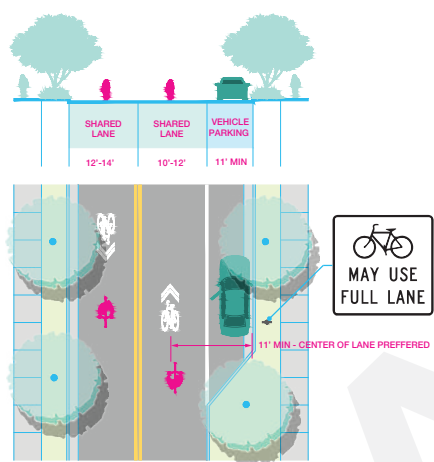 SHARED
LANE
SHARED
LANE
VEHICLE
PARKING
12'-14'
10'-12'
11' MIN
MAY USE
FULL LANE
11' MIN - CENTER OF LANE PREFFERED